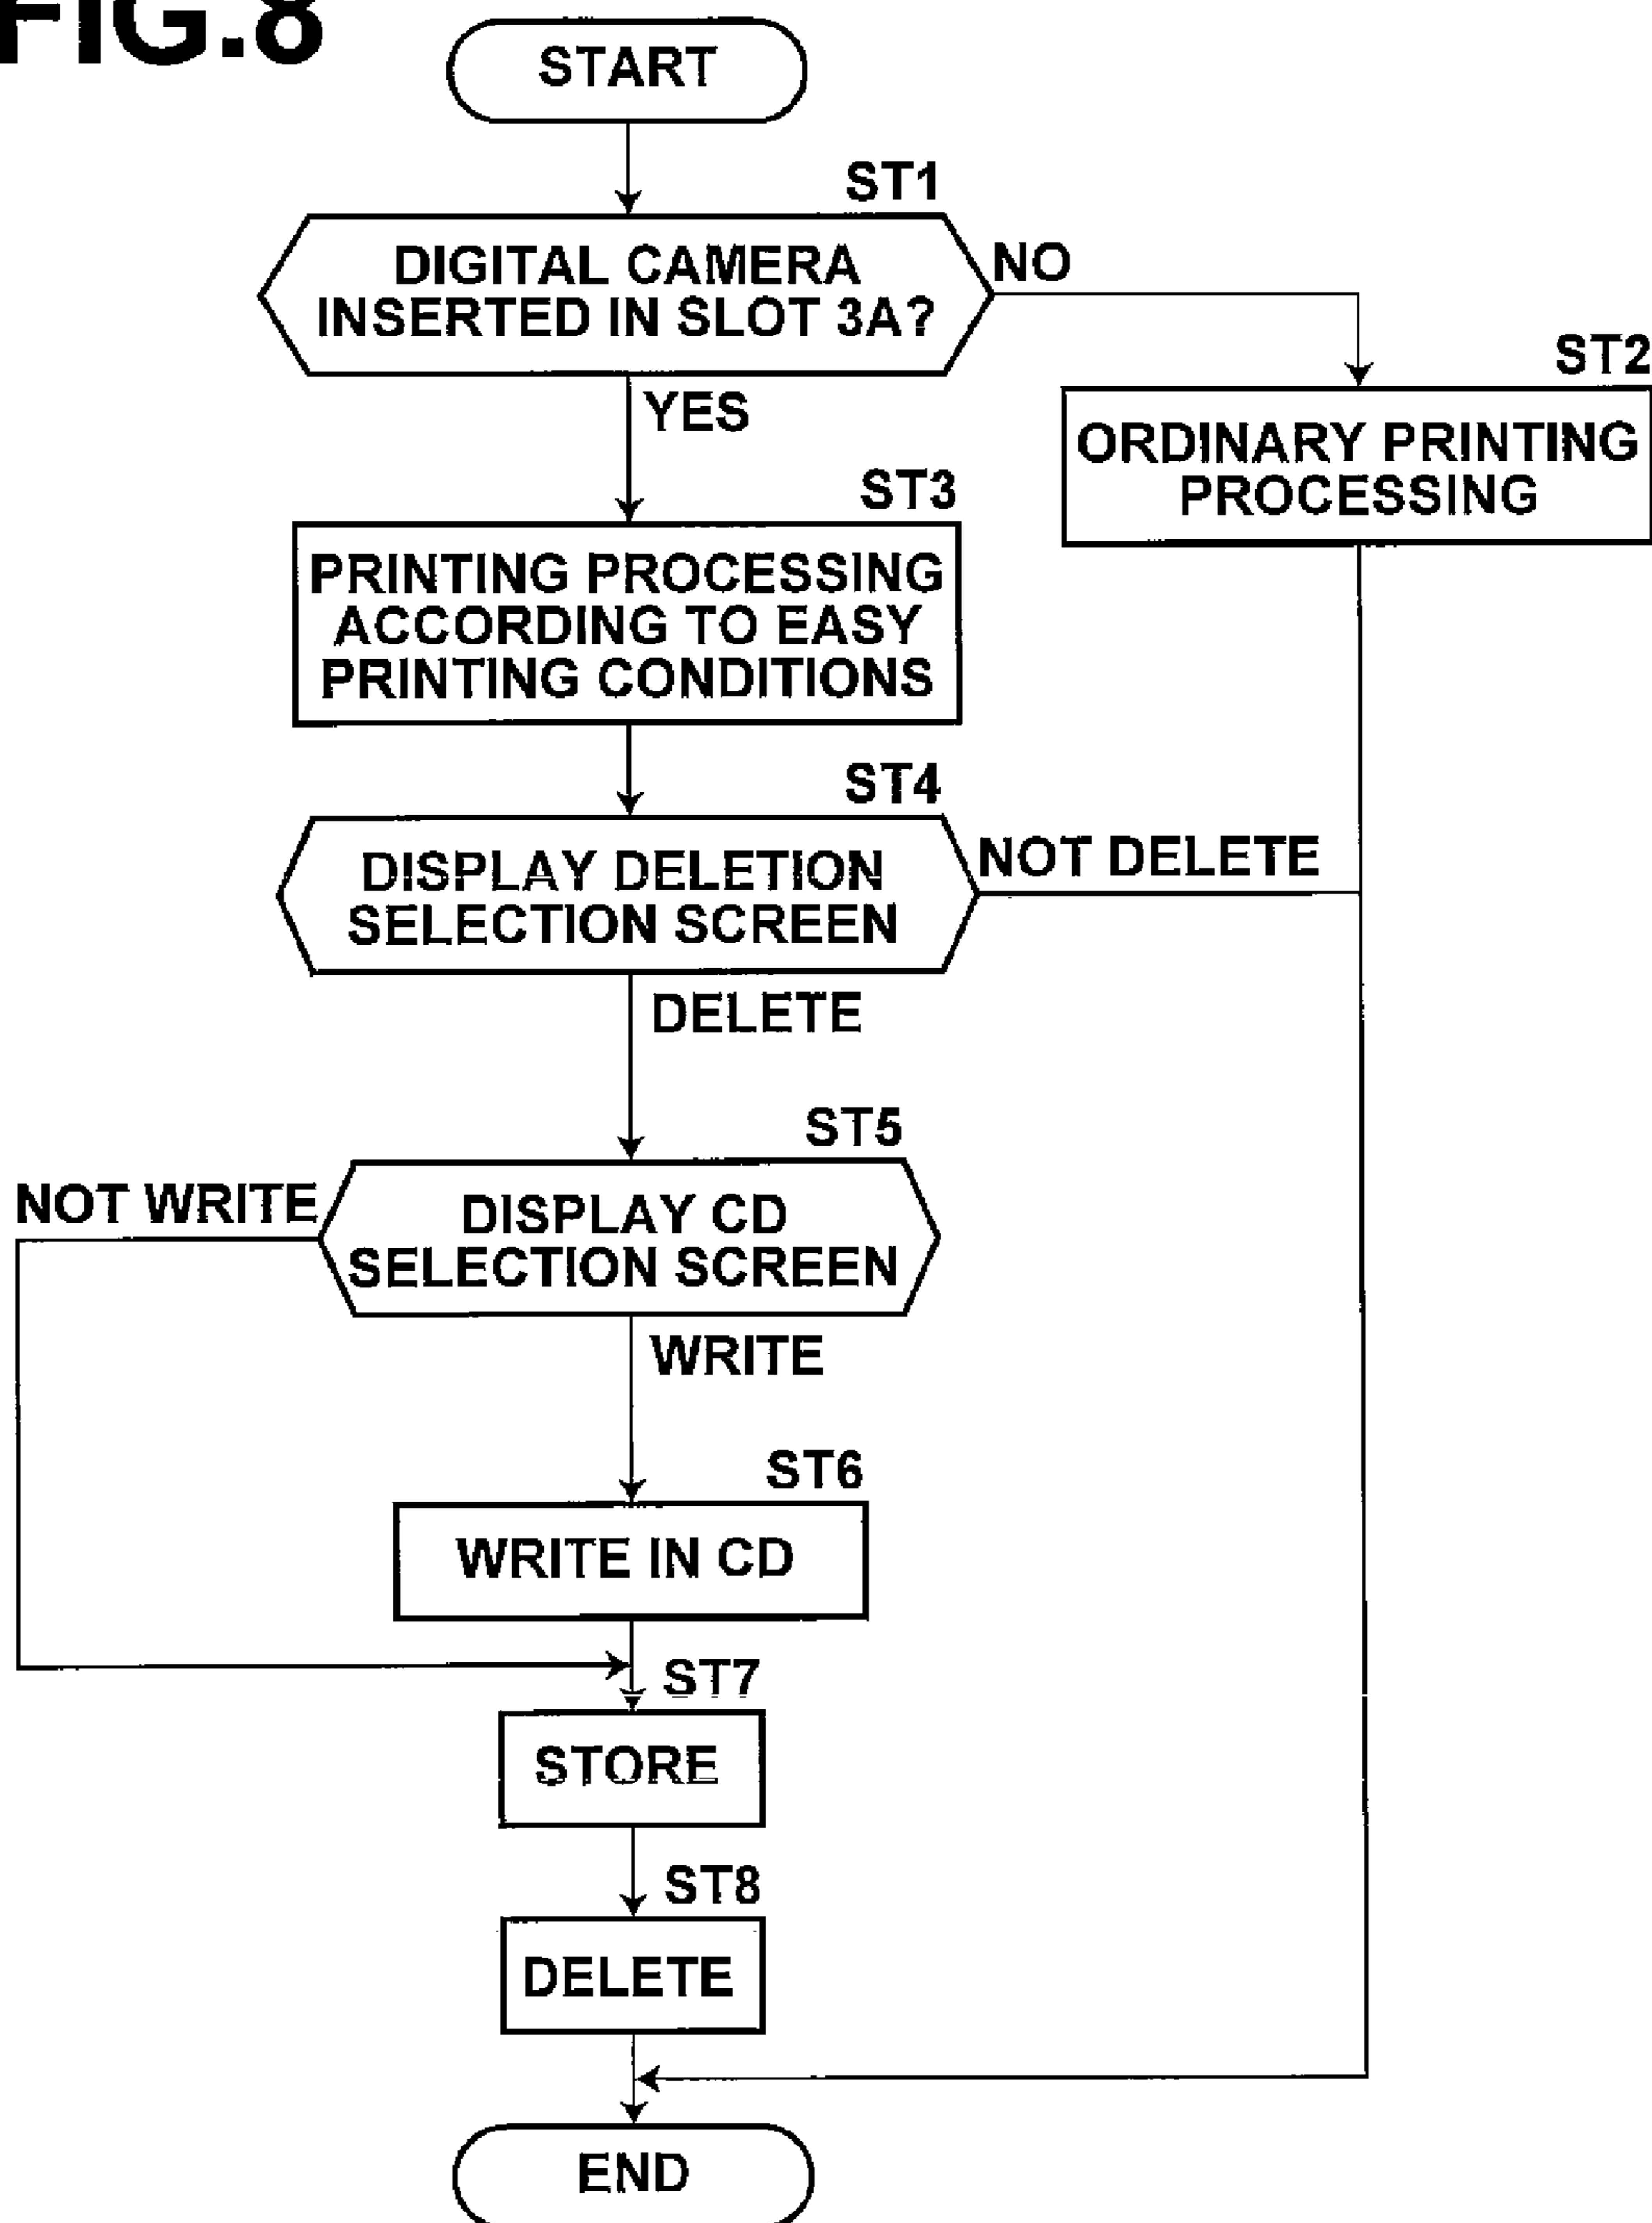 FIG.8
START
ST1
DIGITAL CAMERA
INSERTED IN SLOT 3A?
NO
YES
ST2
ORDINARY PRINTING
PROCESSING
ST3
PRINTING PROCESSING
ACCORDING TO EASY
PRINTING CONDITIONS
ST4
DISPLAY DELETION
SELECTION SCREEN
NOT DELETE
DELETE
ST5
NOT WRITE
DISPLAY CD
SELECTION SCREEN
WRITE
ST6
WRITE IN CD
ST7
STORE
ST8
DELETE
END